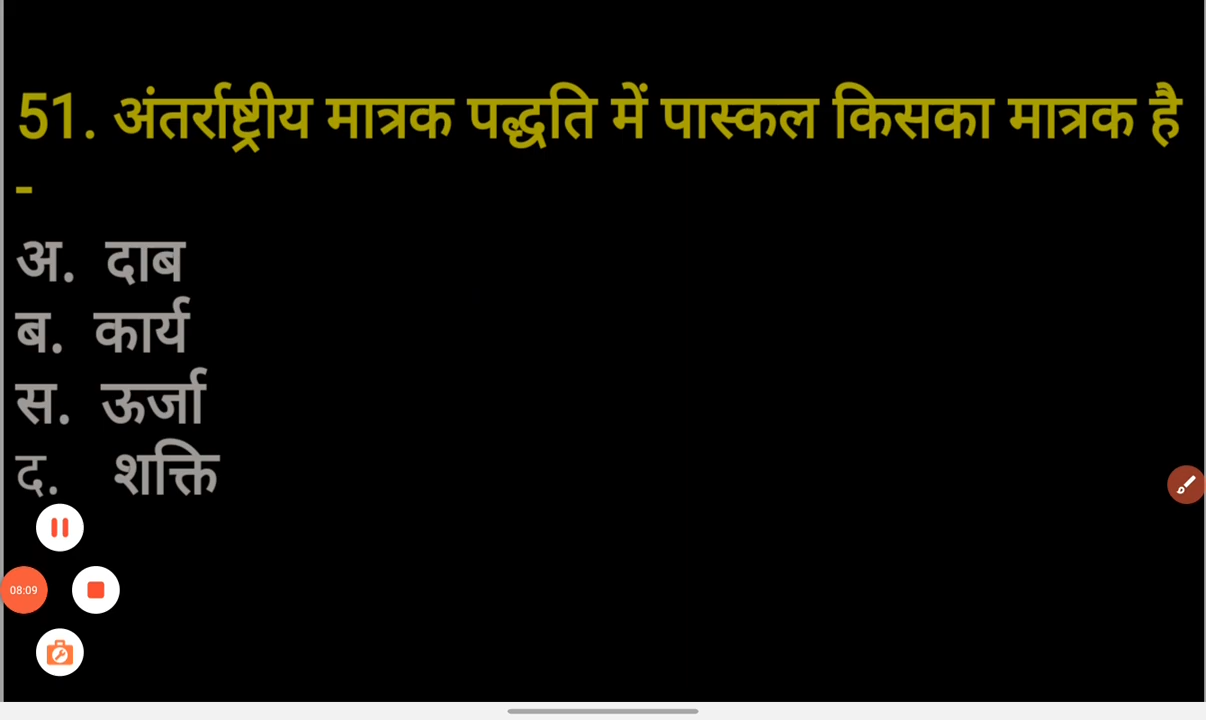 51. अंतर्राष्ट्रीय मात्रक पद्धति में पास्कल किसका मात्रक है
-
अ. दाब
ब. कार्य
स. ऊर्जा
द. शक्ति
08:09